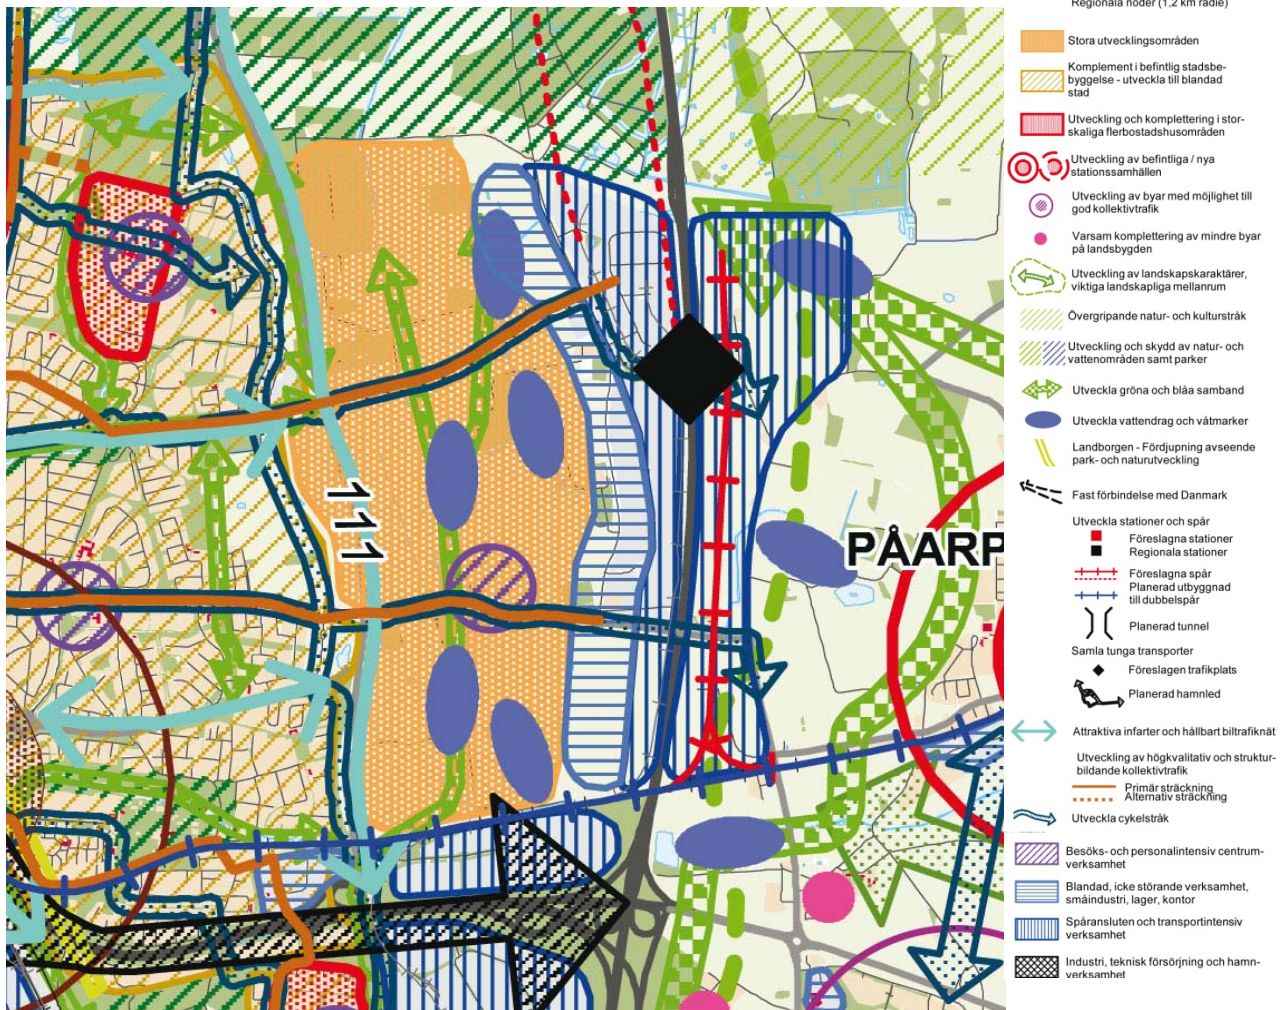 111
PÅARP
Regionala noder (1,2 km radie)
Stora utvecklingsområden
Komplement i befintlig stadsbe-
byggelse - utveckla till blandad
stad
Utveckling och komplettering i stor-
skaliga flerbostadshusområden
Utveckling av befintliga / nya
stationssamhällen
Utveckling av byar med möjlighet till
god kollektivtrafik
Varsam komplettering av mindre byar
på landsbygden
Utveckling av landskapskaraktärer,
viktiga landskapliga mellanrum
Övergripande natur- och kulturstråk
Utveckling och skydd av natur- och
vattenområden samt parker
Utveckla gröna och blåa samband
Utveckla vattendrag och våtmarker
Landborgen - Fördjupning avseende
park- och naturutveckling
Fast förbindelse med Danmark
Utveckla stationer och spår
Föreslagna stationer
Regionala stationer
Föreslagna spår
Planerad utbyggnad
till dubbelspår
Planerad tunnel
Samla tunga transporter
Föreslagen trafikplats
Planerad hamnled
Attraktiva infarter och hållbart biltrafiknät
Utveckling av högkvalitativ och struktur-
bildande kollektivtrafik
Primär sträckning
Alternativ sträckning
Utveckla cykelstråk
Besöks- och personalintensiv centrum-
verksamhet
Blandad, icke störande verksamhet,
småindustri, lager, kontor
Spåransluten och transportintensiv
verksamhet
Industri, teknisk försörjning och hamn-
verksamhet